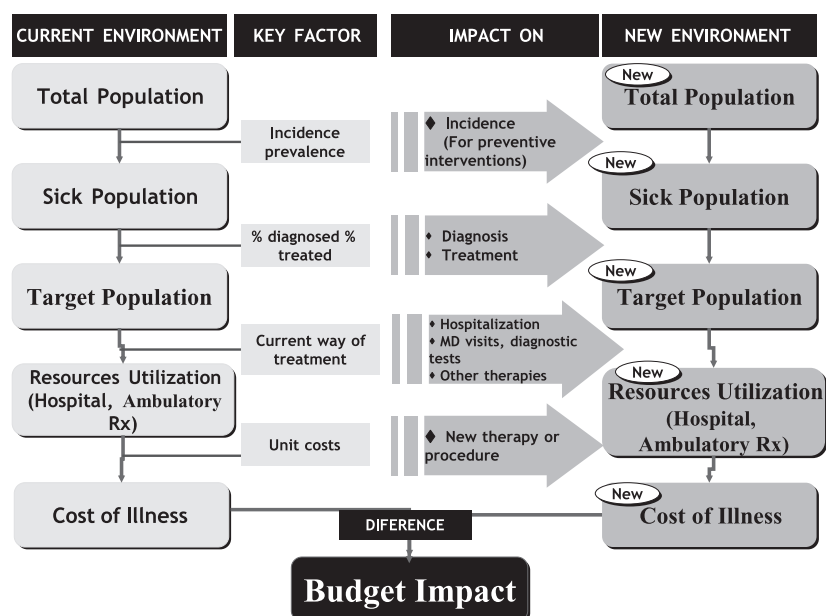 CURRENT ENVIRONMENT
KEY FACTOR
IMPACT ON
NEW ENVIRONMENT
Total Population
Incidence
prevalence
♦ Incidence
(For preventive
interventions)
New
Total Population
Sick Population
New
Sick Population
% diagnosed %
treated
♦ Diagnosis
♦ Treatment
Target Population
New
Target Population
Current way of
treatment
♦ Hospitalization
♦ MD visits, diagnostic
tests
♦ Other therapies
Resources Utilization
(Hospital, Ambulatory
Rx)
New
Resources Utilization
(Hospital,
Ambulatory Rx)
Unit costs
♦ New therapy or
procedure
Cost of Illness
New
Cost of Illness
DIFERENCE
Budget Impact